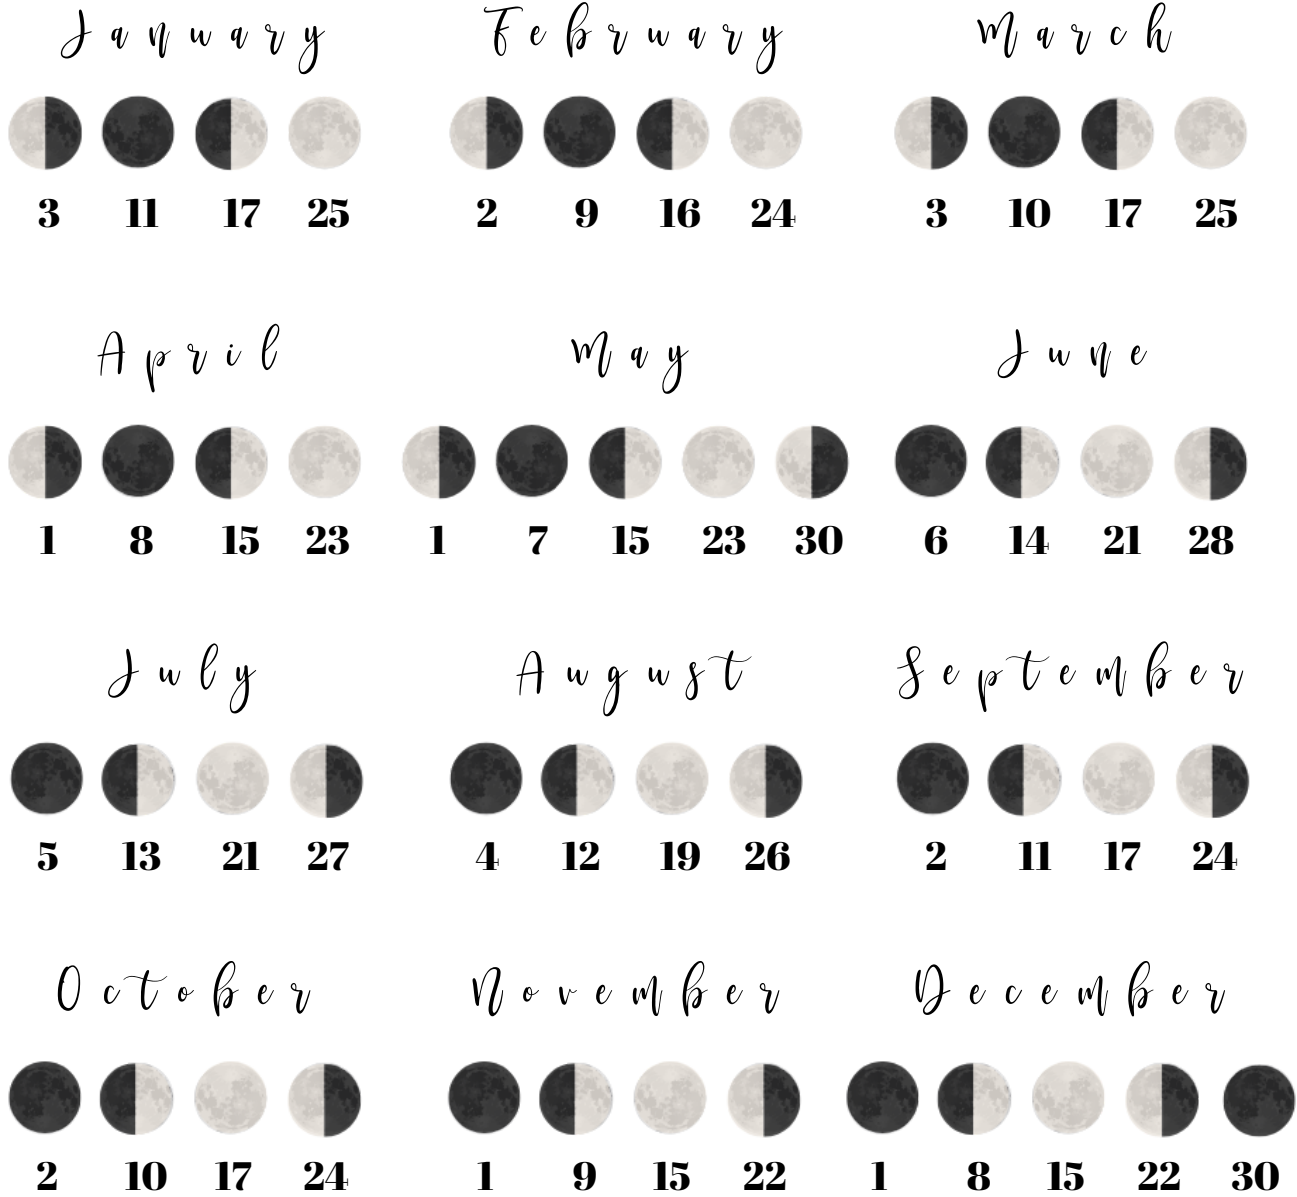 January February March
3 11 17 25 2 9 16 24 3 10 17 25
April May June
1 8 15 23 1 7 15 23 30 6 14 21 28
July August September
5 13 21 27 4 12 19 26 2 11 17 24
October November December
2 10 17 24 1 9 15 22 1 8 15 22 30